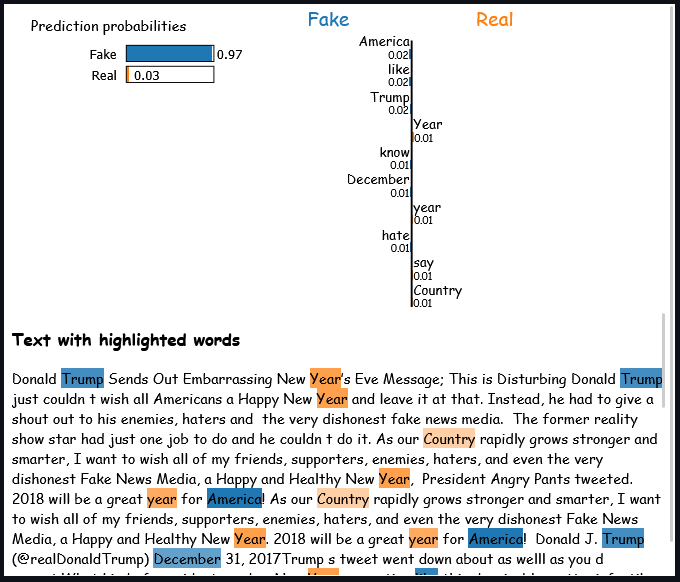 Prediction probabilities
Fake 0.97
Real 0.03
Fake Real
America
0.02
like
0.02
Trump
0.02
Year
0.01
know
0.01
December
0.01
year
0.01
hate
0.01
say
0.01
Country
0.01
Text with highlighted words
Donald Trump Sends Out Embarrassing New Year's Eve Message; This is Disturbing Donald Trump
just couldn t wish all Americans a Happy New Year and leave it at that. Instead, he had to give a
shout out to his enemies, haters and the very dishonest fake news media. The former reality
show star had just one job to do and he couldn t do it. As our Country rapidly grows stronger and
smarter, I want to wish all of my friends, supporters, enemies, haters, and even the very
dishonest Fake News Media, a Happy and Healthy New Year, President Angry Pants tweeted.
2018 will be a great year for America! As our Country rapidly grows stronger and smarter, I want
to wish all of my friends, supporters, enemies, haters, and even the very dishonest Fake News
Media, a Happy and Healthy New Year. 2018 will be a great year for America! Donald J. Trump
(@realDonaldTrump) December 31, 2017Trump s tweet went down about as welll as you d